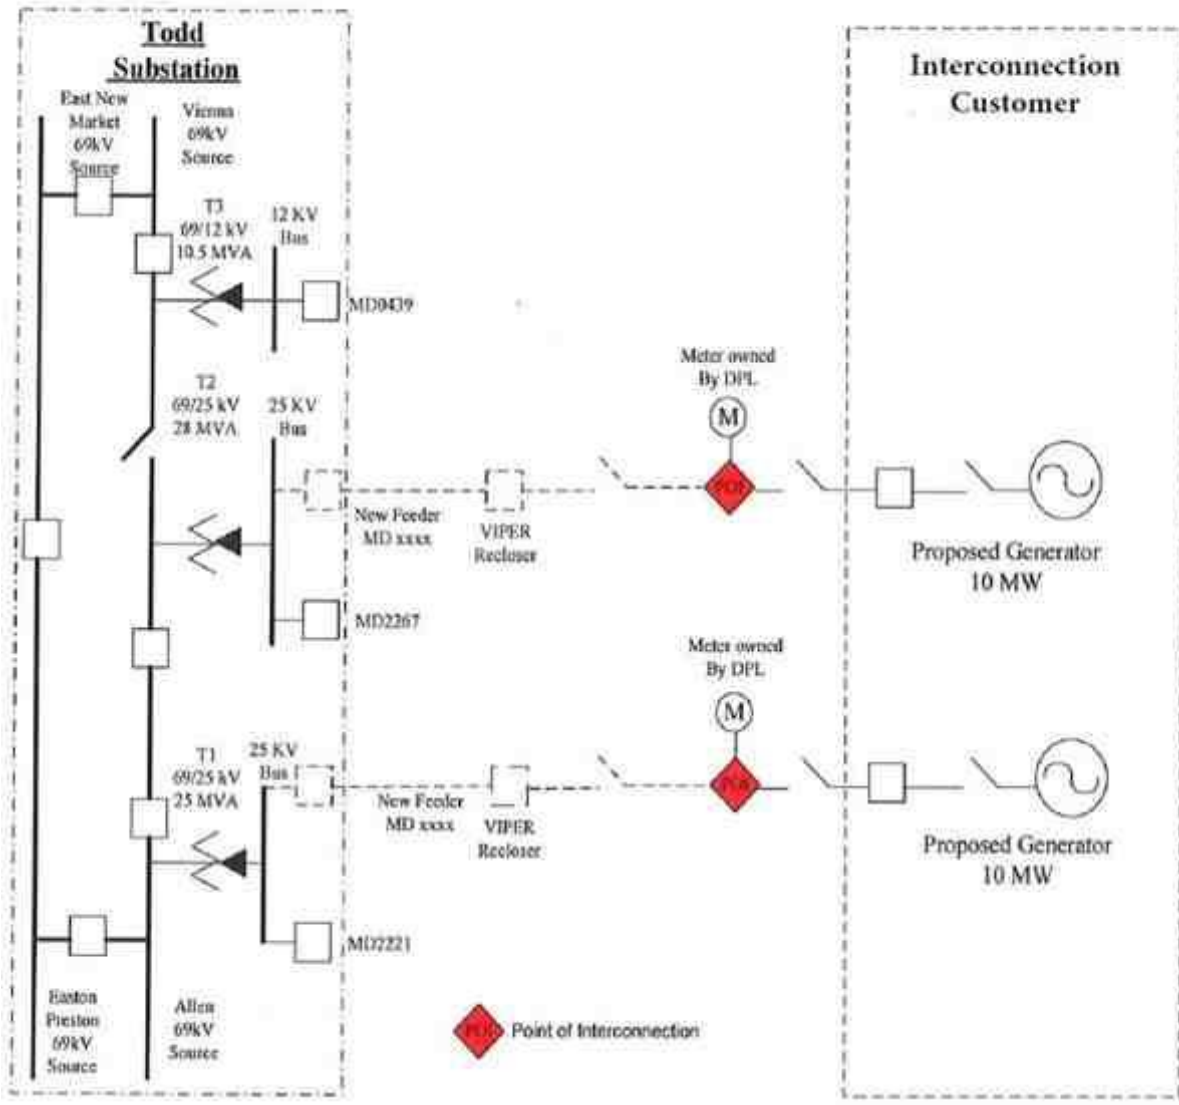 Todd
Substation
East New
Market
69kV
Source
Vienna
69kV
Source
T3
69/12 kV
10.5 MVA
12 KV
Bus
MD0439
T2
69/25 kV
28 MVA
25 KV
Bus
New Feeder
MD xxxx
VIPER
Recloser
MD2267
Meter owned
By DPL
M
POI
Interconnection
Customer
Proposed Generator
10 MW
T1
69/25 kV
25 MVA
25 KV
Bus
New Feeder
MD xxxx
VIPER
Recloser
MD2221
Meter owned
By DPL
M
POI
Proposed Generator
10 MW
Easton
Preston
69kV
Source
Allen
69kV
Source
POI Point of Interconnection